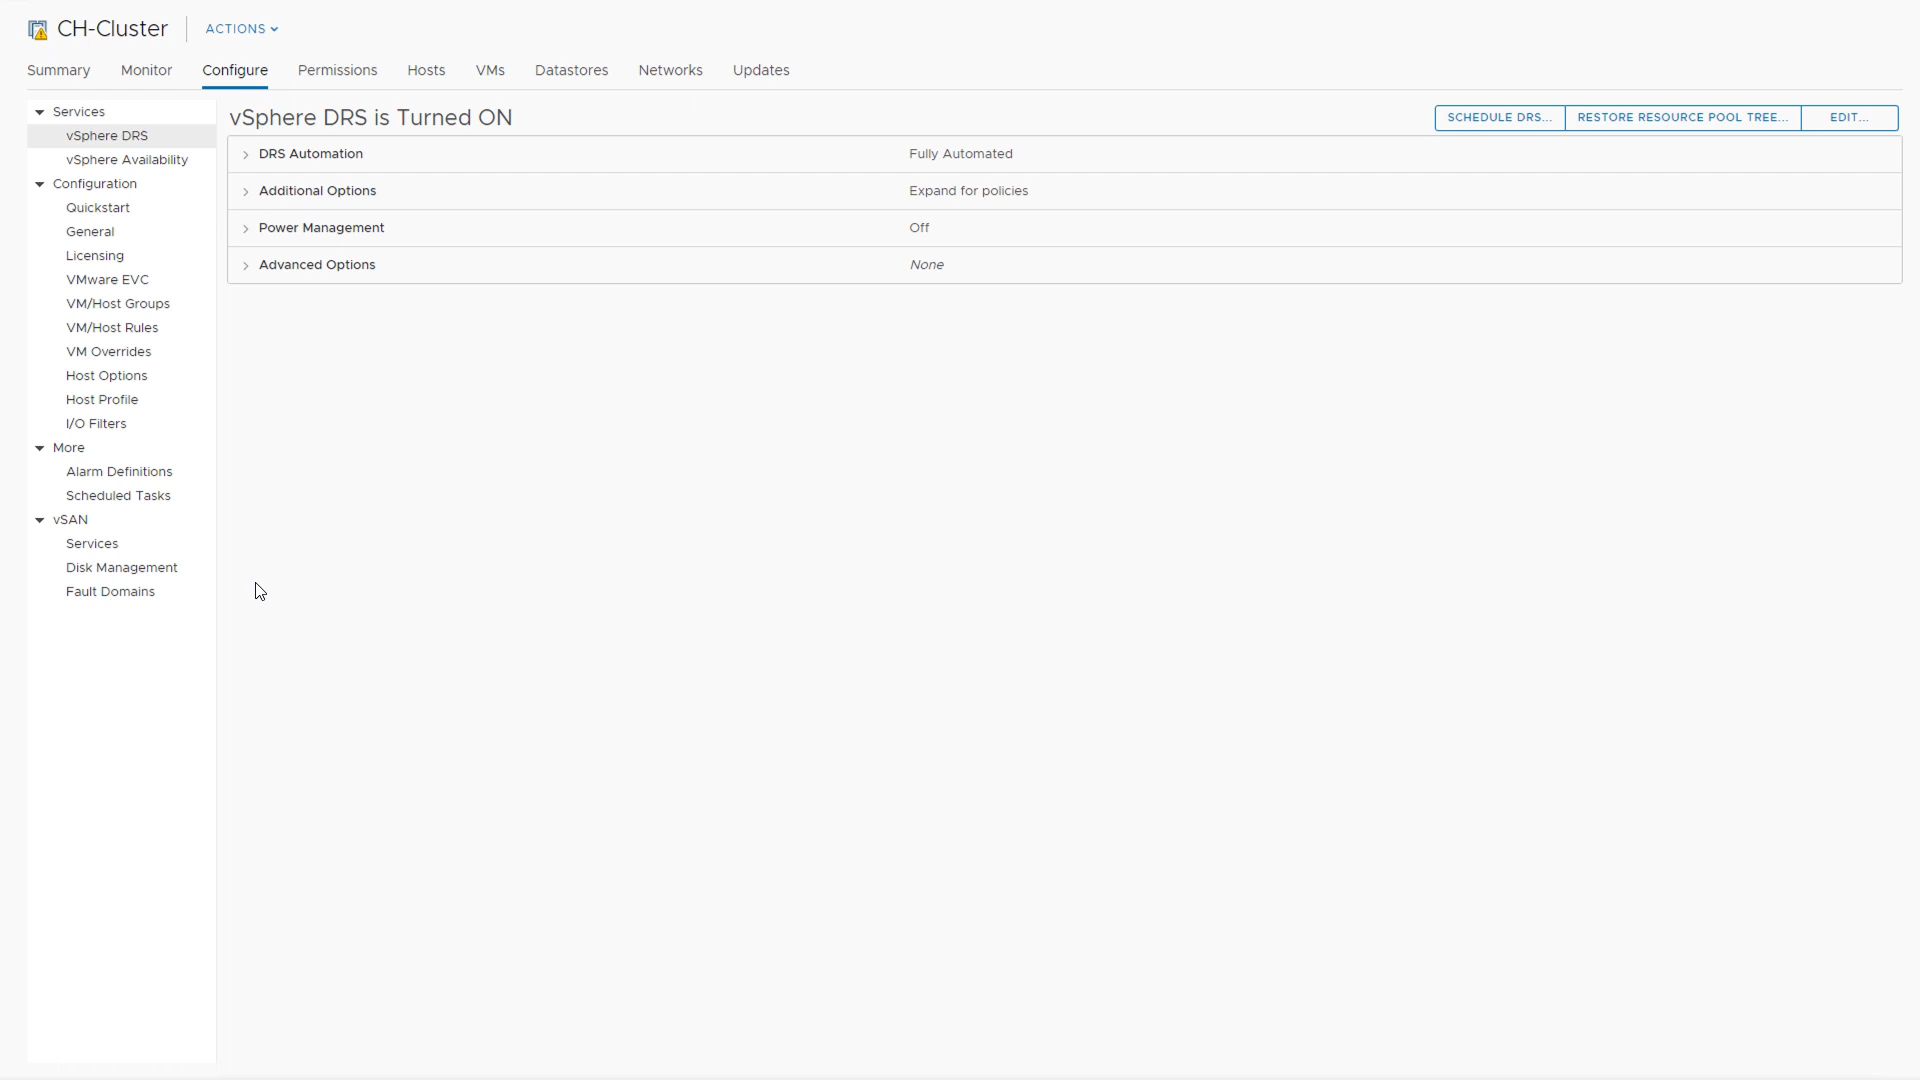 CH-Cluster
ACTIONS
Summary Monitor Configure Permissions Hosts VMs Datastores Networks Updates
Services
vSphere DRS
vSphere Availability
Configuration
Quickstart
General
Licensing
VMware EVC
VM/Host Groups
VM/Host Rules
VM Overrides
Host Options
Host Profile
I/O Filters
More
Alarm Definitions
Scheduled Tasks
vSAN
Services
Disk Management
Fault Domains
vSphere DRS is Turned ON
SCHEDULE DRS... RESTORE RESOURCE POOL TREE... EDIT...
DRS Automation Fully Automated
Additional Options Expand for policies
Power Management Off
Advanced Options None